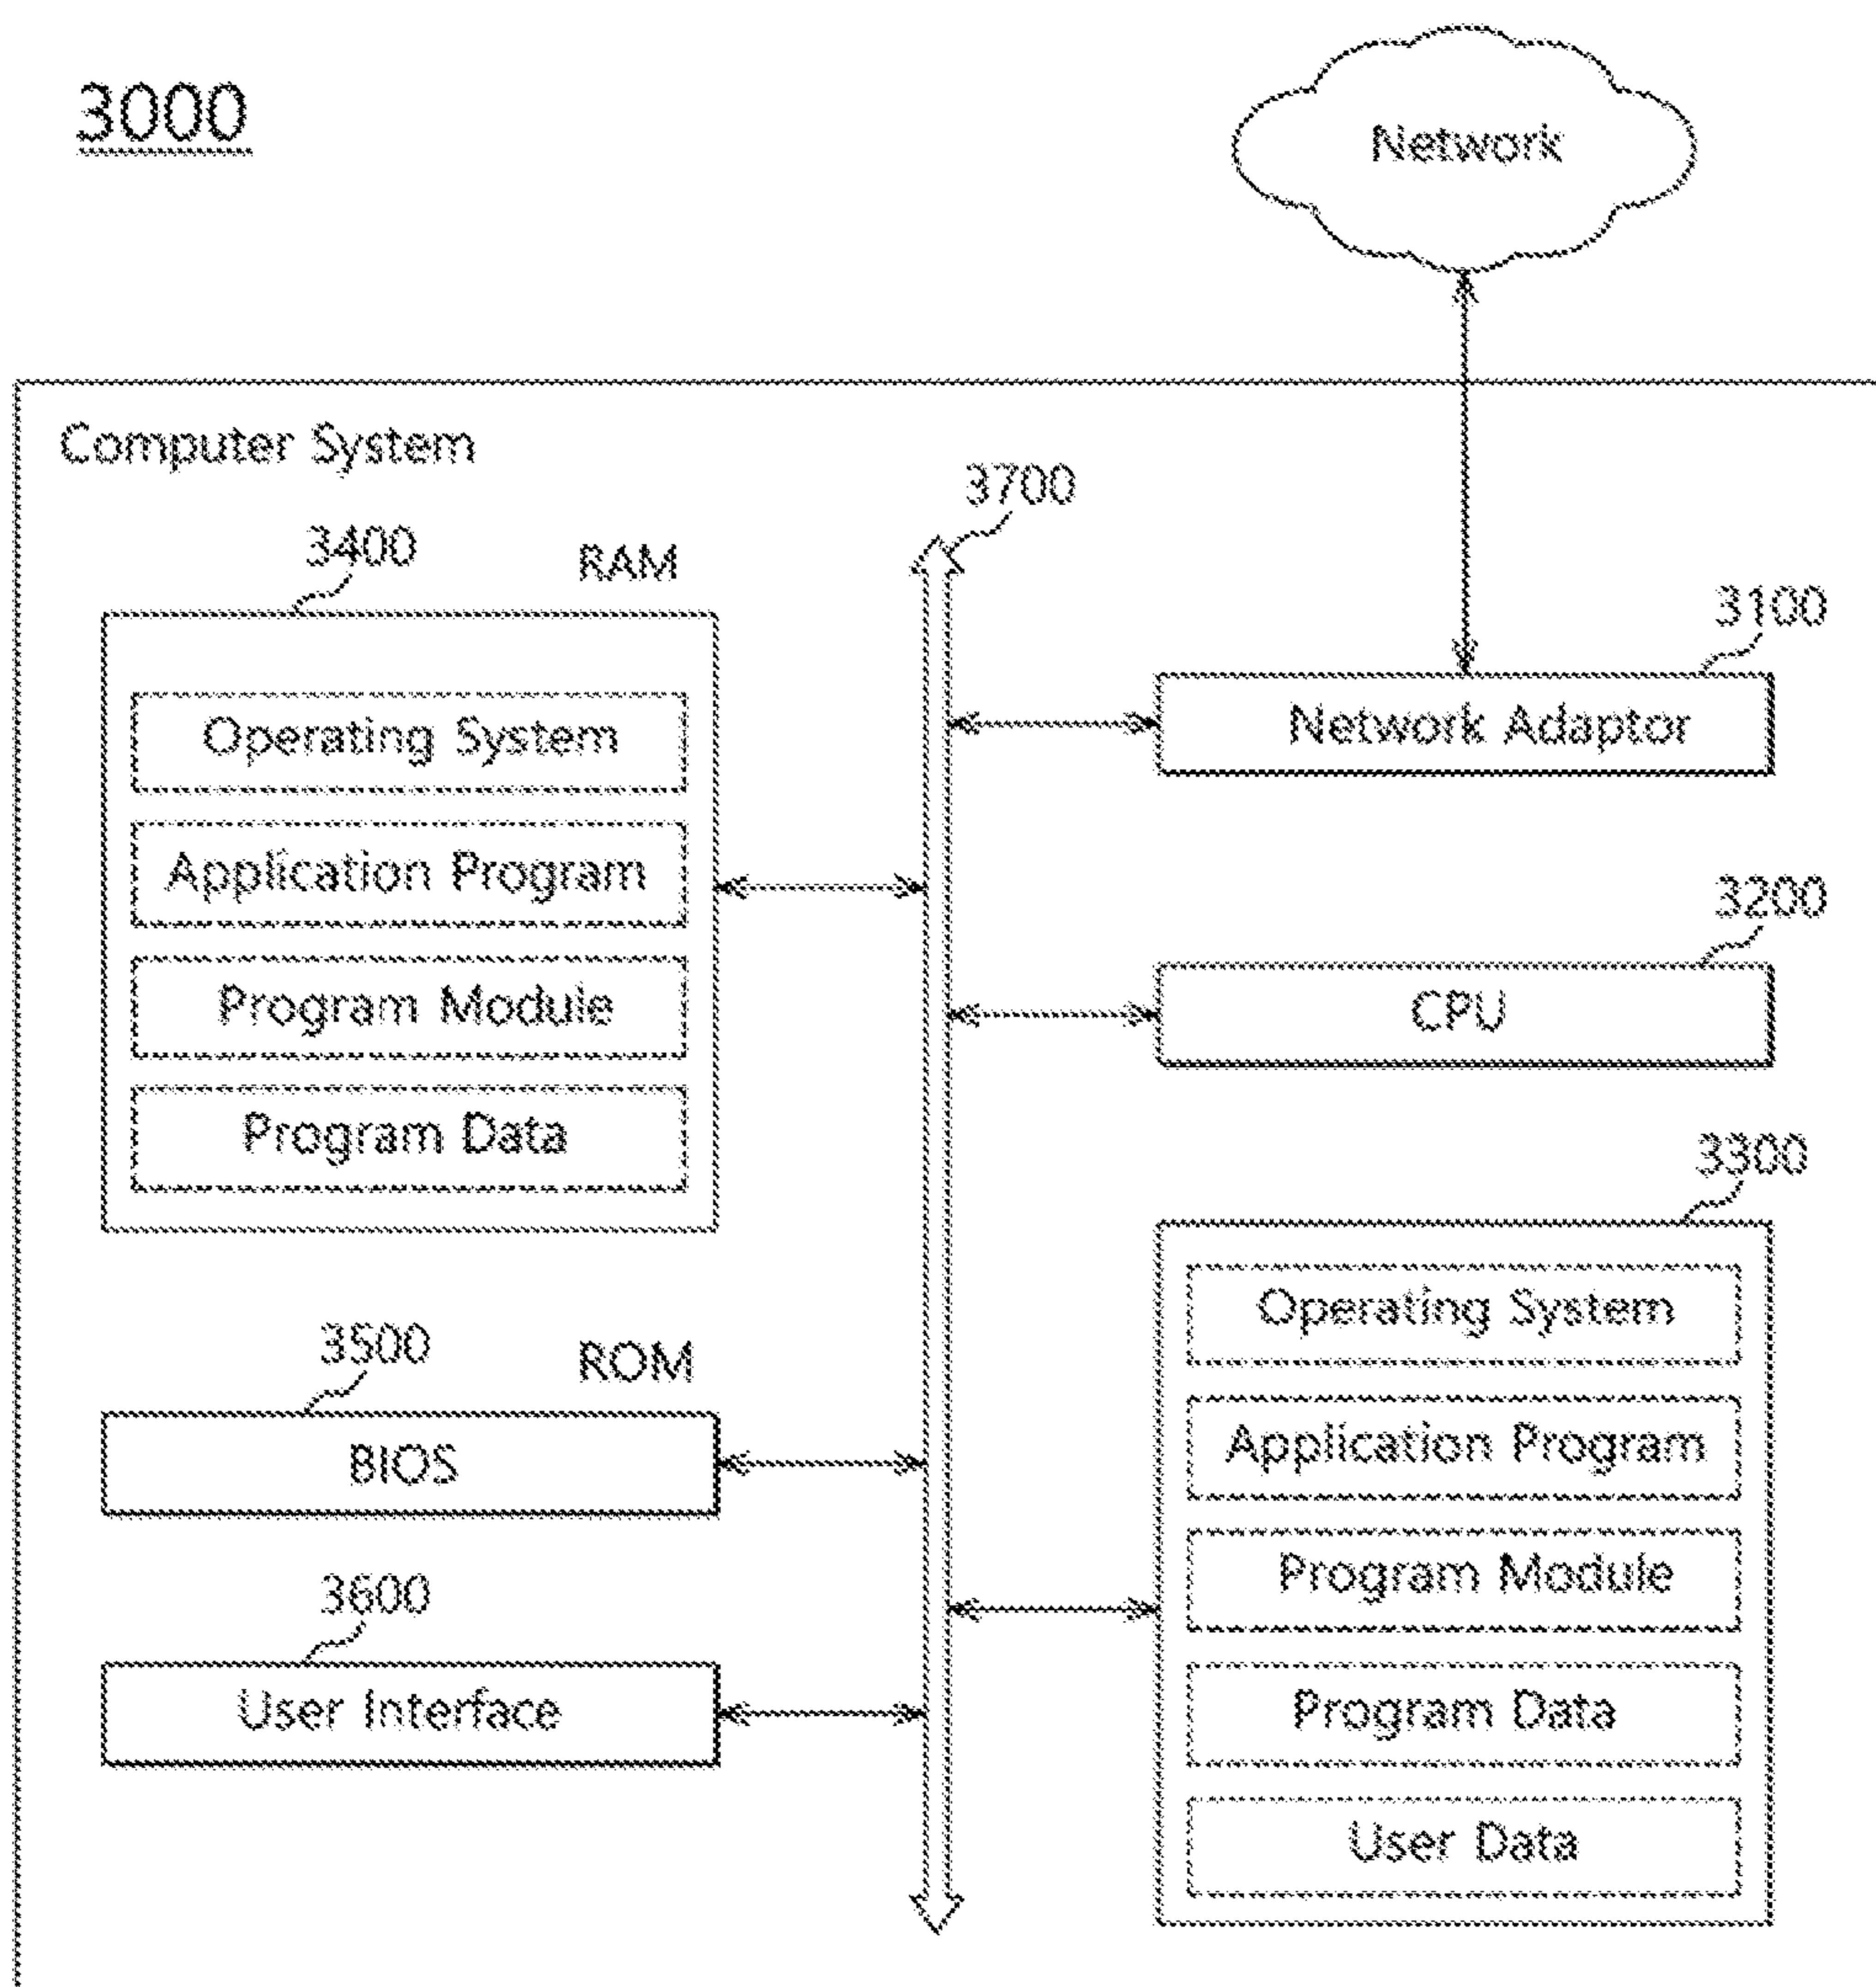 3000
Network
Computer System
3700
3400
RAM
3100
Operating System
Network Adaptor
Application Program
3200
Program Module
CPU
Program Data
3300
Operating System
3500
ROM
Application Program
BIOS
Program Module
3600
User Interface
Program Data
User Data